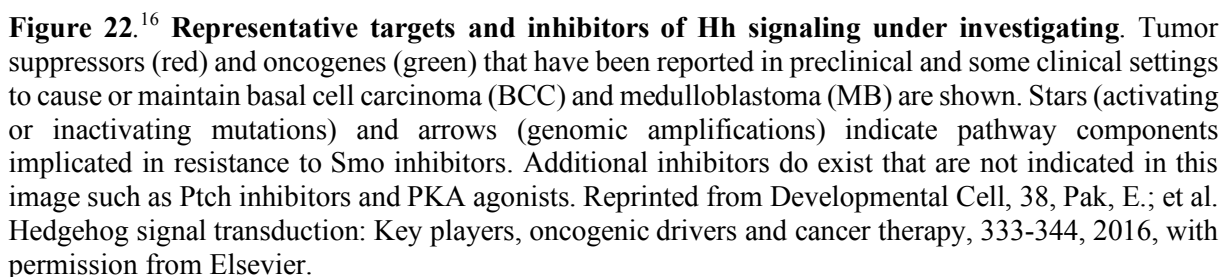 Figure 22.16 Representative targets and inhibitors of Hh signaling under investigating. Tumor
suppressors (red) and oncogenes (green) that have been reported in preclinical and some clinical settings
to cause or maintain basal cell carcinoma (BCC) and medulloblastoma (MB) are shown. Stars (activating
or inactivating mutations) and arrows (genomic amplifications) indicate pathway components
implicated in resistance to Smo inhibitors. Additional inhibitors do exist that are not indicated in this
image such as Ptch inhibitors and PKA agonists. Reprinted from Developmental Cell, 38, Pak, E.; et al.
Hedgehog signal transduction: Key players, oncogenic drivers and cancer therapy, 333-344, 2016, with
permission from Elsevier.